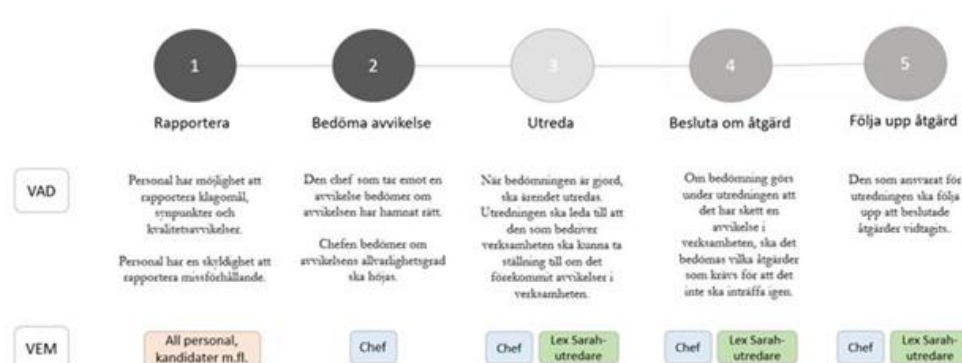 1
2
3
4
5
Rapportera
Bedöma avvikelse
Utreda
Besluta om åtgärd
Följa upp åtgärd
VAD
Personal har möjlighet att
rapportera klagomål,
synpunkter och
kvalitetsavvikelser.
Personal har en skyldighet att
rapportera missförhållande.
Den chef som tar emot en
avvikelse bedömer om
avvikelsen har hamnat rätt.
Chefen bedömer om
avvikelsens allvarlighetsgrad
ska höjas.
När bedömningen är gjord,
ska ärendet utredas.
Utredningen ska leda till att
den som bedriver
verksamheten ska kunna ta
ställning till om det
förekommit avvikelser i
verksamheten.
Om bedömning görs
under utredningen att
det har skett en
avvikelse i
verksamheten, ska det
bedömas vilka åtgärder
som krävs för att det
inte ska inträffa igen.
Den som ansvarat för
utredningen ska följa
upp att beslutade
åtgärder vidtagits..
VEM
All personal,
kandidater m.fl.
Chef
Chef
Lex Sarah-
utredare
Chef
Lex Sarah-
utredare
Chef
Lex Sarah-
utredare